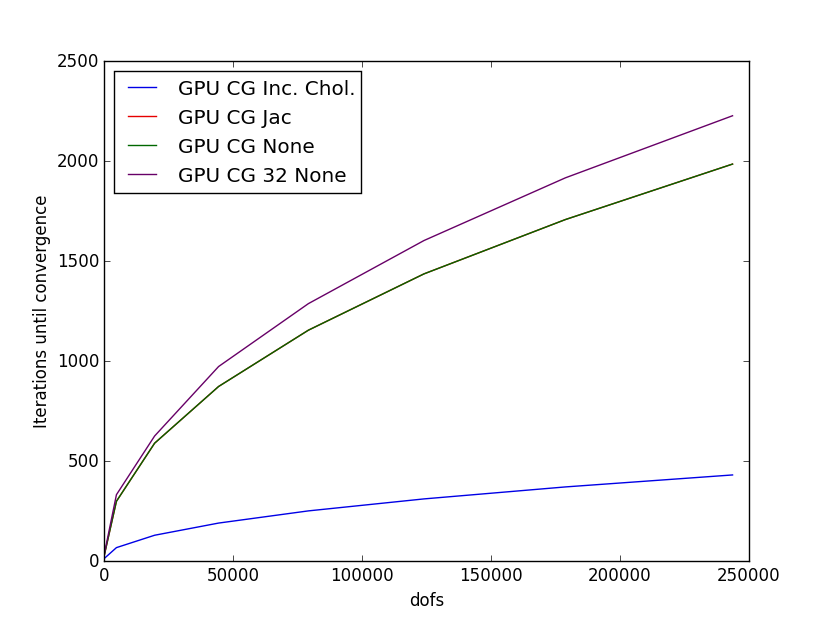 2500
2000
1500
1000
500
0
Iterations until convergence
GPU CG Inc. Chol.
GPU CG Jac
GPU CG None
GPU CG 32 None
0 50000 100000 150000 200000 250000
dofs